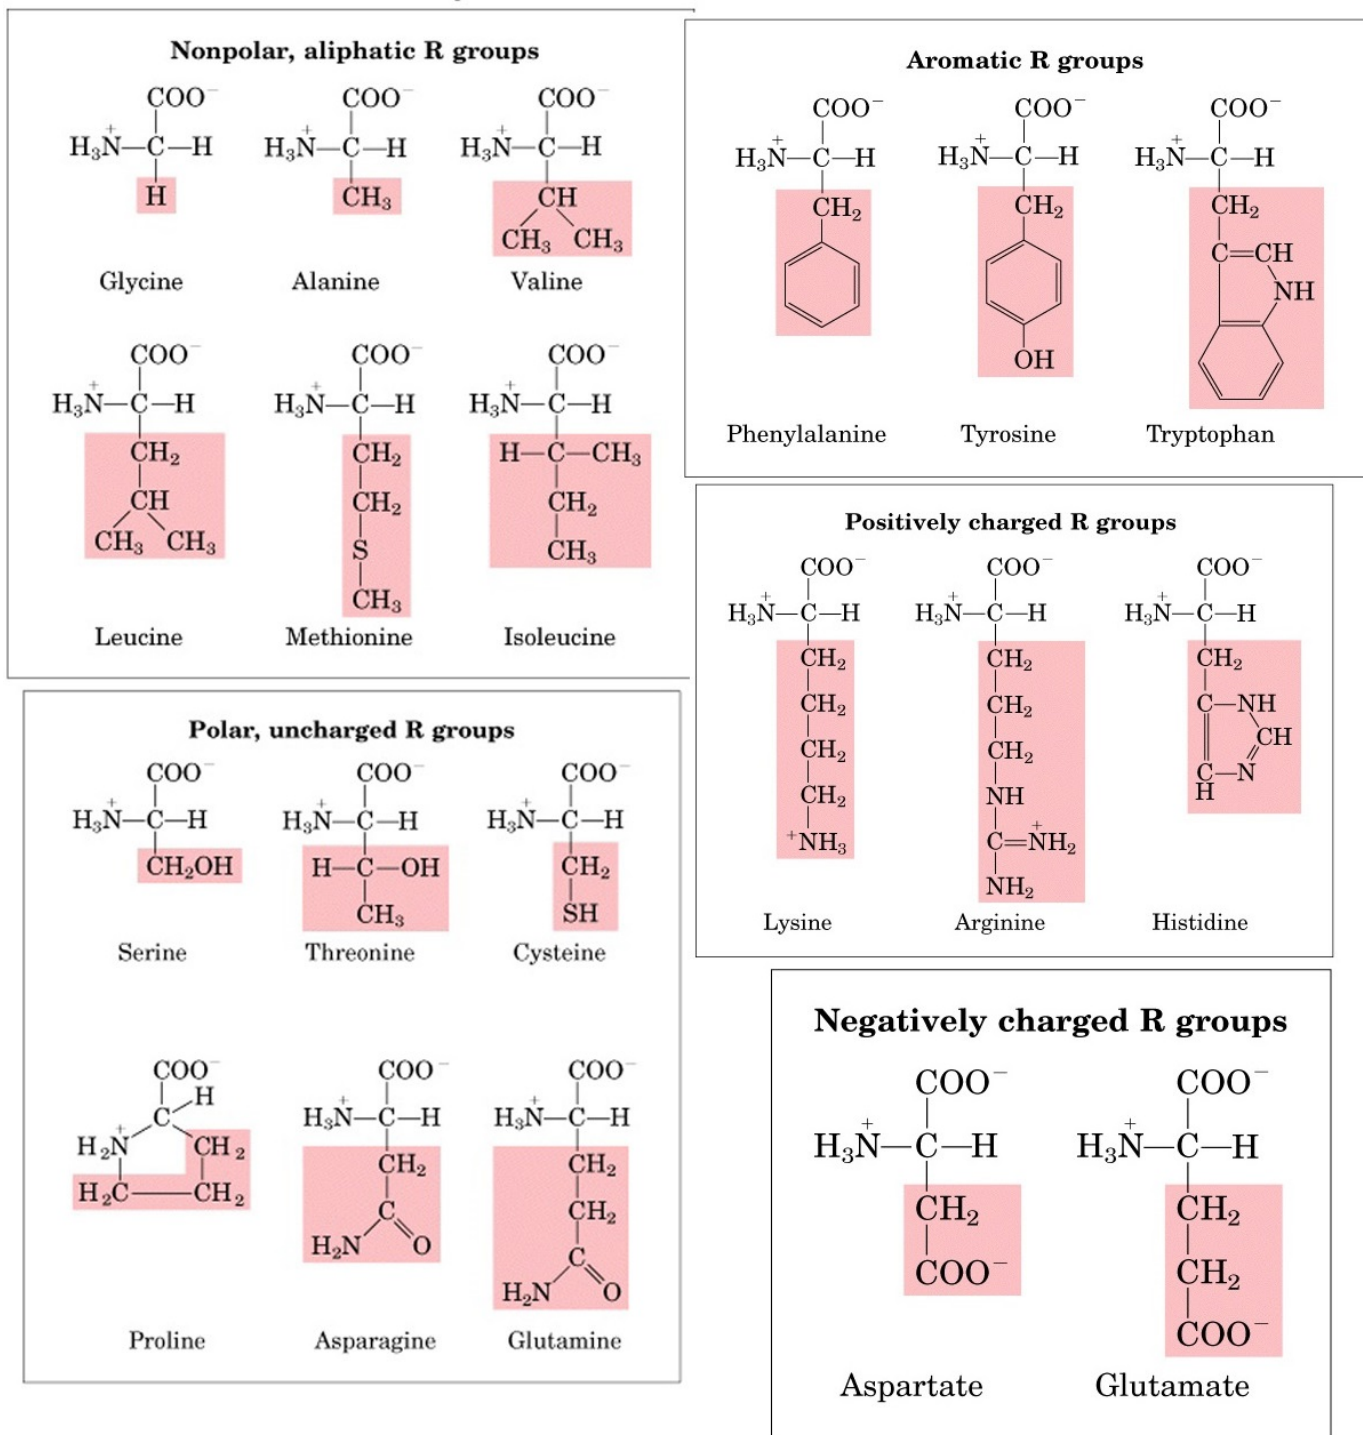 Nonpolar, aliphatic R groups
COO⁻ COO⁻ COO⁻
H₃N⁺—C—H H₃N⁺—C—H H₃N⁺—C—H
H CH₃ CH
CH₃ CH₃
Glycine Alanine Valine
COO⁻ COO⁻ COO⁻
H₃N⁺—C—H H₃N⁺—C—H H₃N⁺—C—H
CH₂ CH₂ H—C—CH₃
CH CH₂ CH₂
CH₃ CH₃ S CH₃
CH₃
Leucine Methionine Isoleucine
Aromatic R groups
COO⁻ COO⁻ COO⁻
H₃N⁺—C—H H₃N⁺—C—H H₃N⁺—C—H
CH₂ CH₂ CH₂
C=CH
NH
OH
Phenylalanine Tyrosine Tryptophan
Positively charged R groups
COO⁻ COO⁻ COO⁻
H₃N⁺—C—H H₃N⁺—C—H H₃N⁺—C—H
CH₂ CH₂ CH₂
CH₂ CH₂ C—NH
CH₂ CH₂ CH
CH₂ NH C—N
H
⁺NH₃ C=N⁺H₂
NH₂
Lysine Arginine Histidine
Polar, uncharged R groups
COO⁻ COO⁻ COO⁻
H₃N⁺—C—H H₃N⁺—C—H H₃N⁺—C—H
CH₂OH H—C—OH CH₂
CH₃ SH
Serine Threonine Cysteine
COO⁻ COO⁻ COO⁻
H
C H₃N⁺—C—H H₃N⁺—C—H
H₂N⁺ CH₂ CH₂ CH₂
H₂C—CH₂ C CH₂
H₂N O C
H₂N O
Proline Asparagine Glutamine
Negatively charged R groups
COO⁻ COO⁻
H₃N⁺—C—H H₃N⁺—C—H
CH₂ CH₂
COO⁻ CH₂
COO⁻
Aspartate Glutamate